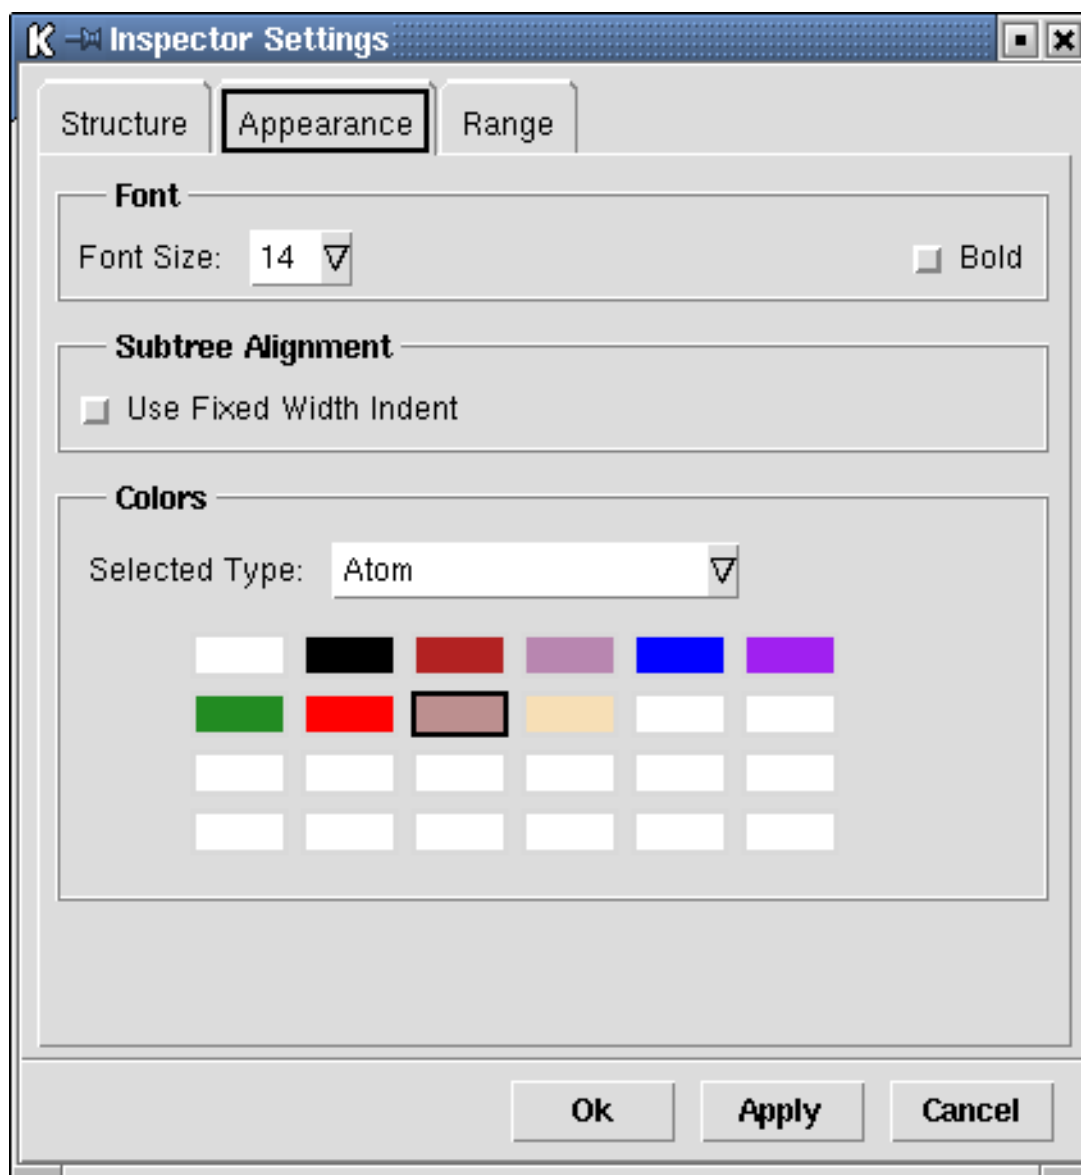 K Inspector Settings
Structure Appearance Range
Font
Font Size: 14 Bold
Subtree Alignment
Use Fixed Width Indent
Colors
Selected Type: Atom
Ok Apply Cancel